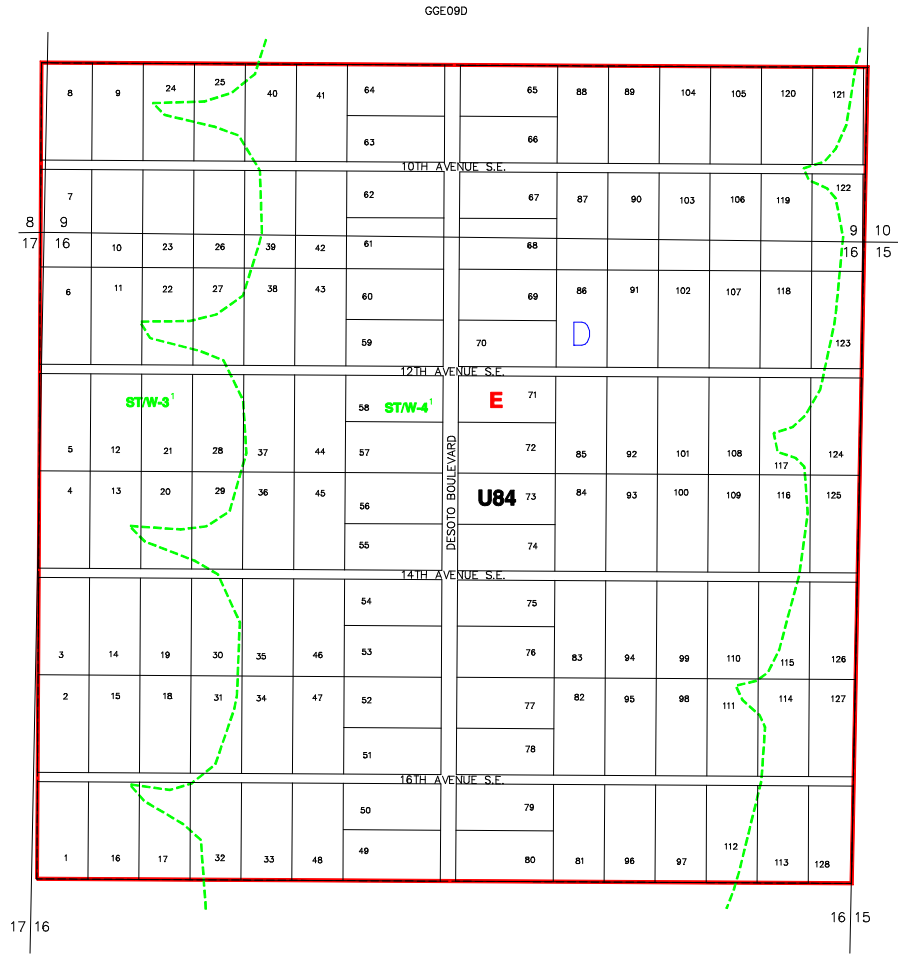 GGE09D
8 9 24 25 40 41 64 65 88 89 104 105 120 121
63 66
10TH AVENUE S.E.
7 62 67 87 90 103 106 119 122
8 9 9 10
17 16 10 23 26 39 42 61 68 16 15
6 11 22 27 38 43 60 69 86 91 102 107 118
59 70 D 123
12TH AVENUE S.E.
ST/W-3¹ 58 ST/W-4¹ E 71
5 12 21 28 37 44 57 72 85 92 101 108 117 124
DESOTO BOULEVARD
4 13 20 29 36 45 56 U84 73 84 93 100 109 116 125
55 74
14TH AVENUE S.E.
54 75
3 14 19 30 35 46 53 76 83 94 99 110 115 126
2 15 18 31 34 47 52 77 82 95 98 111 114 127
51 78
16TH AVENUE S.E.
50 79
1 16 17 32 33 48 49 80 81 96 97 112 113 128
17 16 16 15